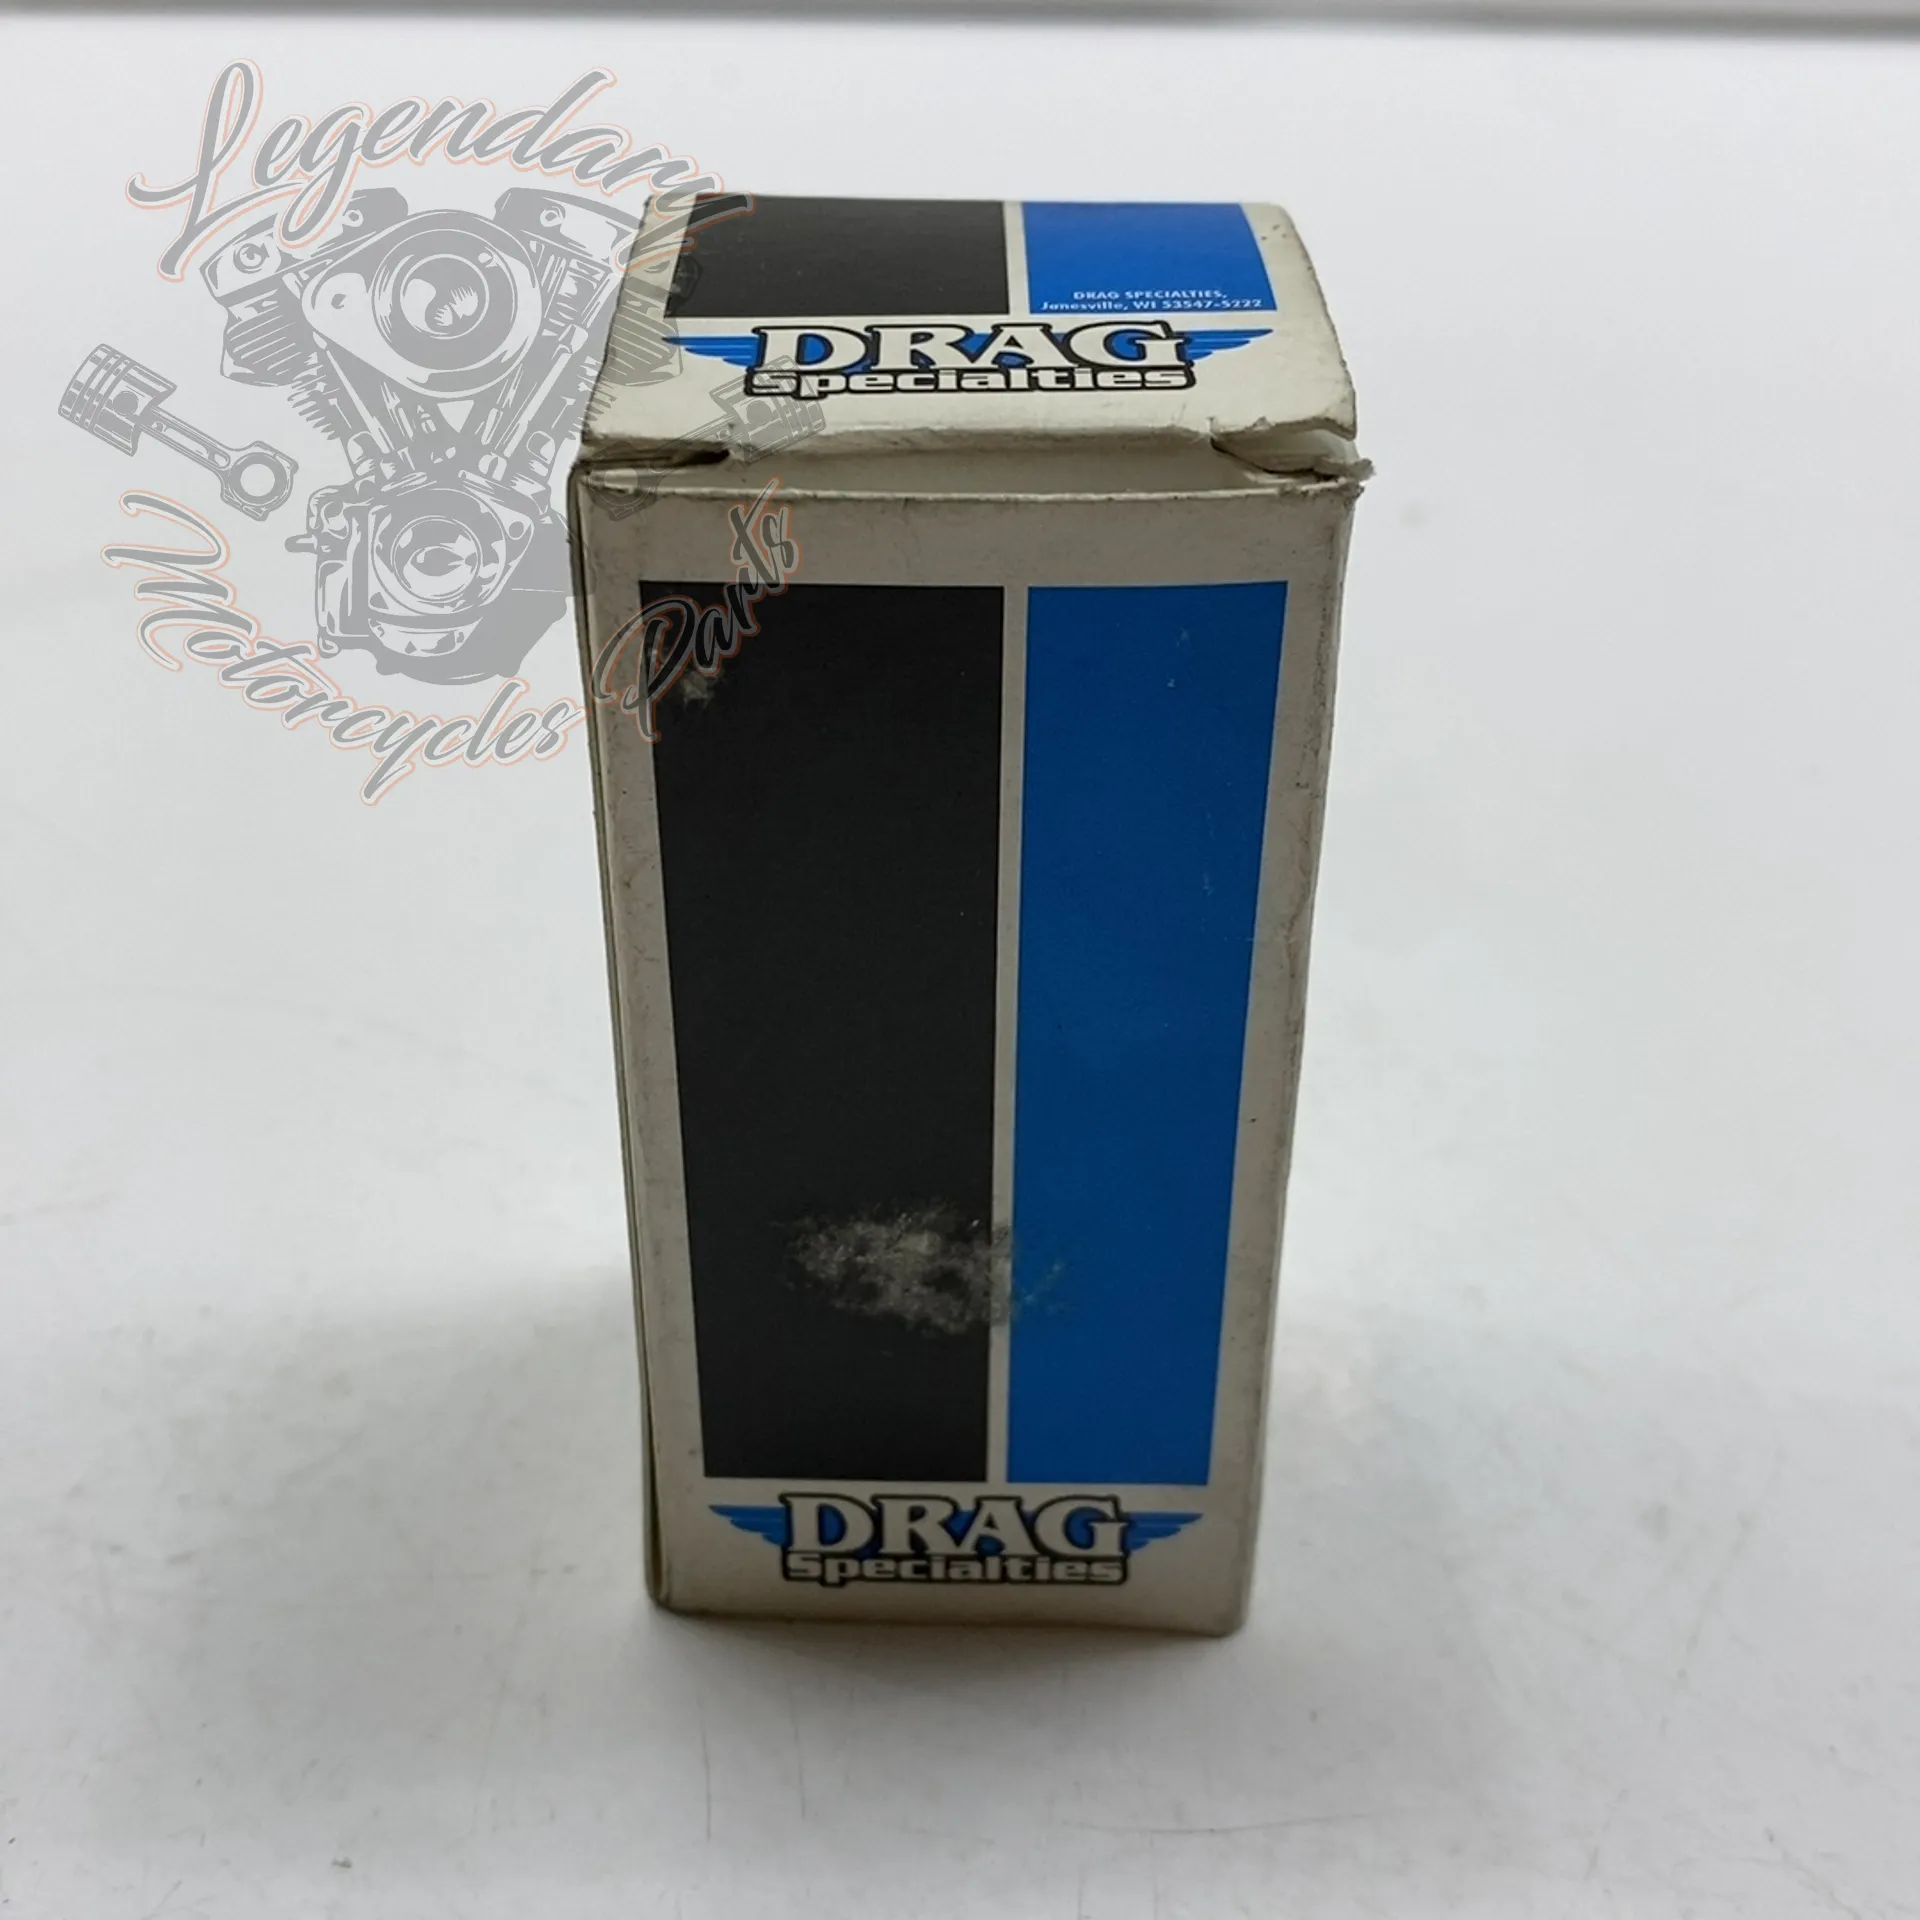 Legendary
Motorcycles Parts
DRAG SPECIALTIES,
Janesville, WI 53547-5222
DRAG
Specialties
DRAG
Specialties